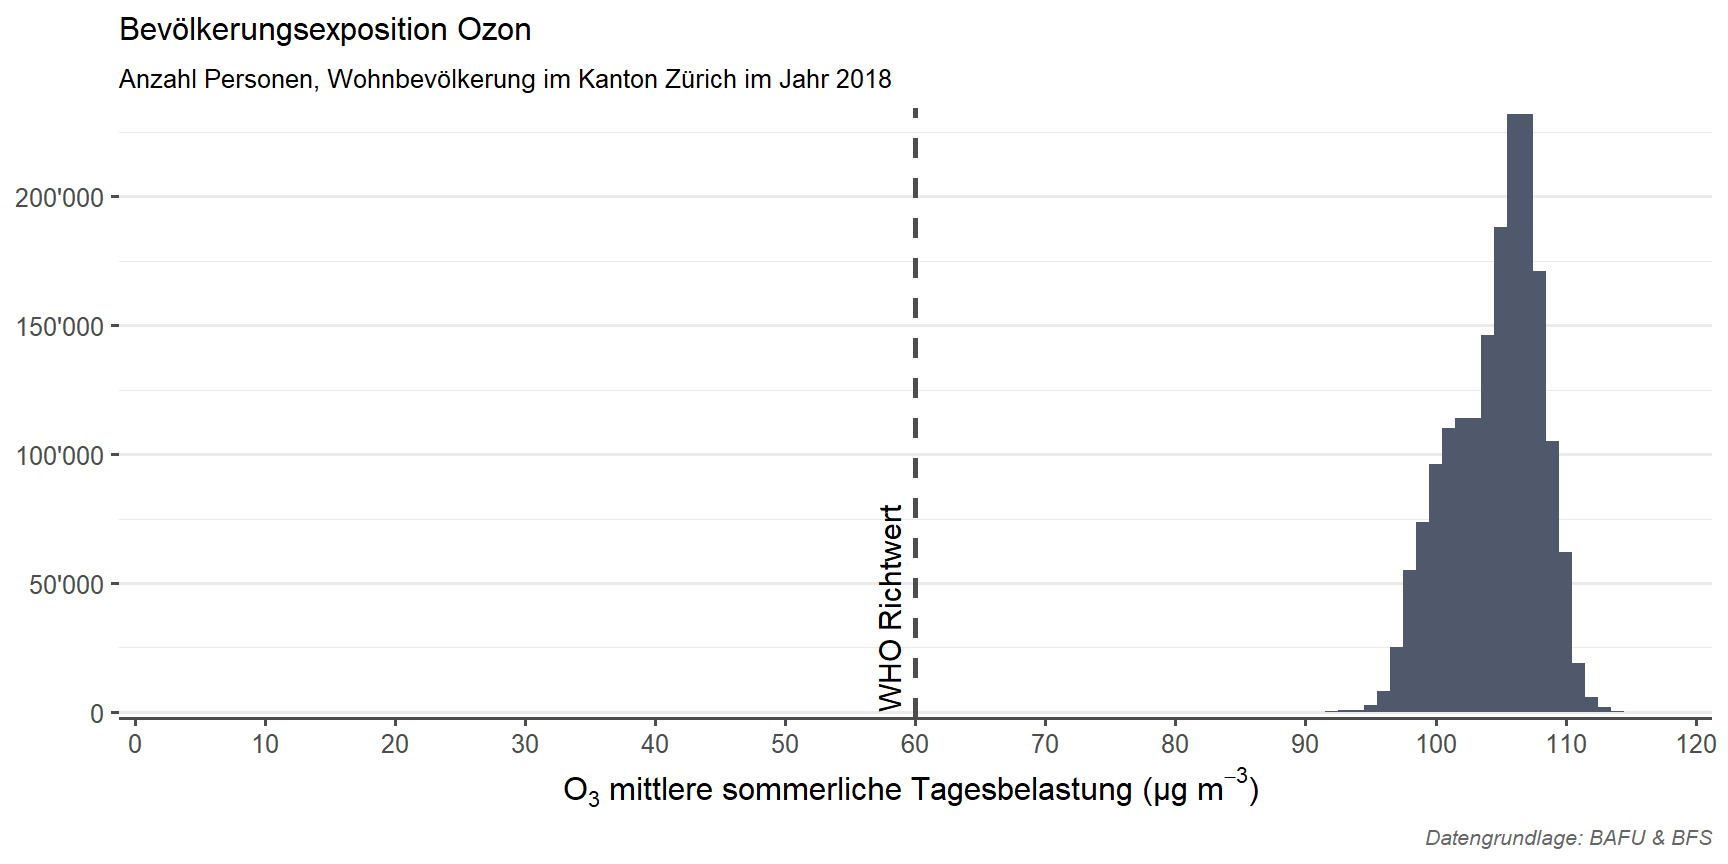 Bevölkerungsexposition Ozon
Anzahl Personen, Wohnbevölkerung im Kanton Zürich im Jahr 2018
200'000
150'000
100'000
50'000
0
WHO Richtwert
0 10 20 30 40 50 60 70 80 90 100 110 120
O₃ mittlere sommerliche Tagesbelastung (µg m⁻³)
Datengrundlage: BAFU & BFS